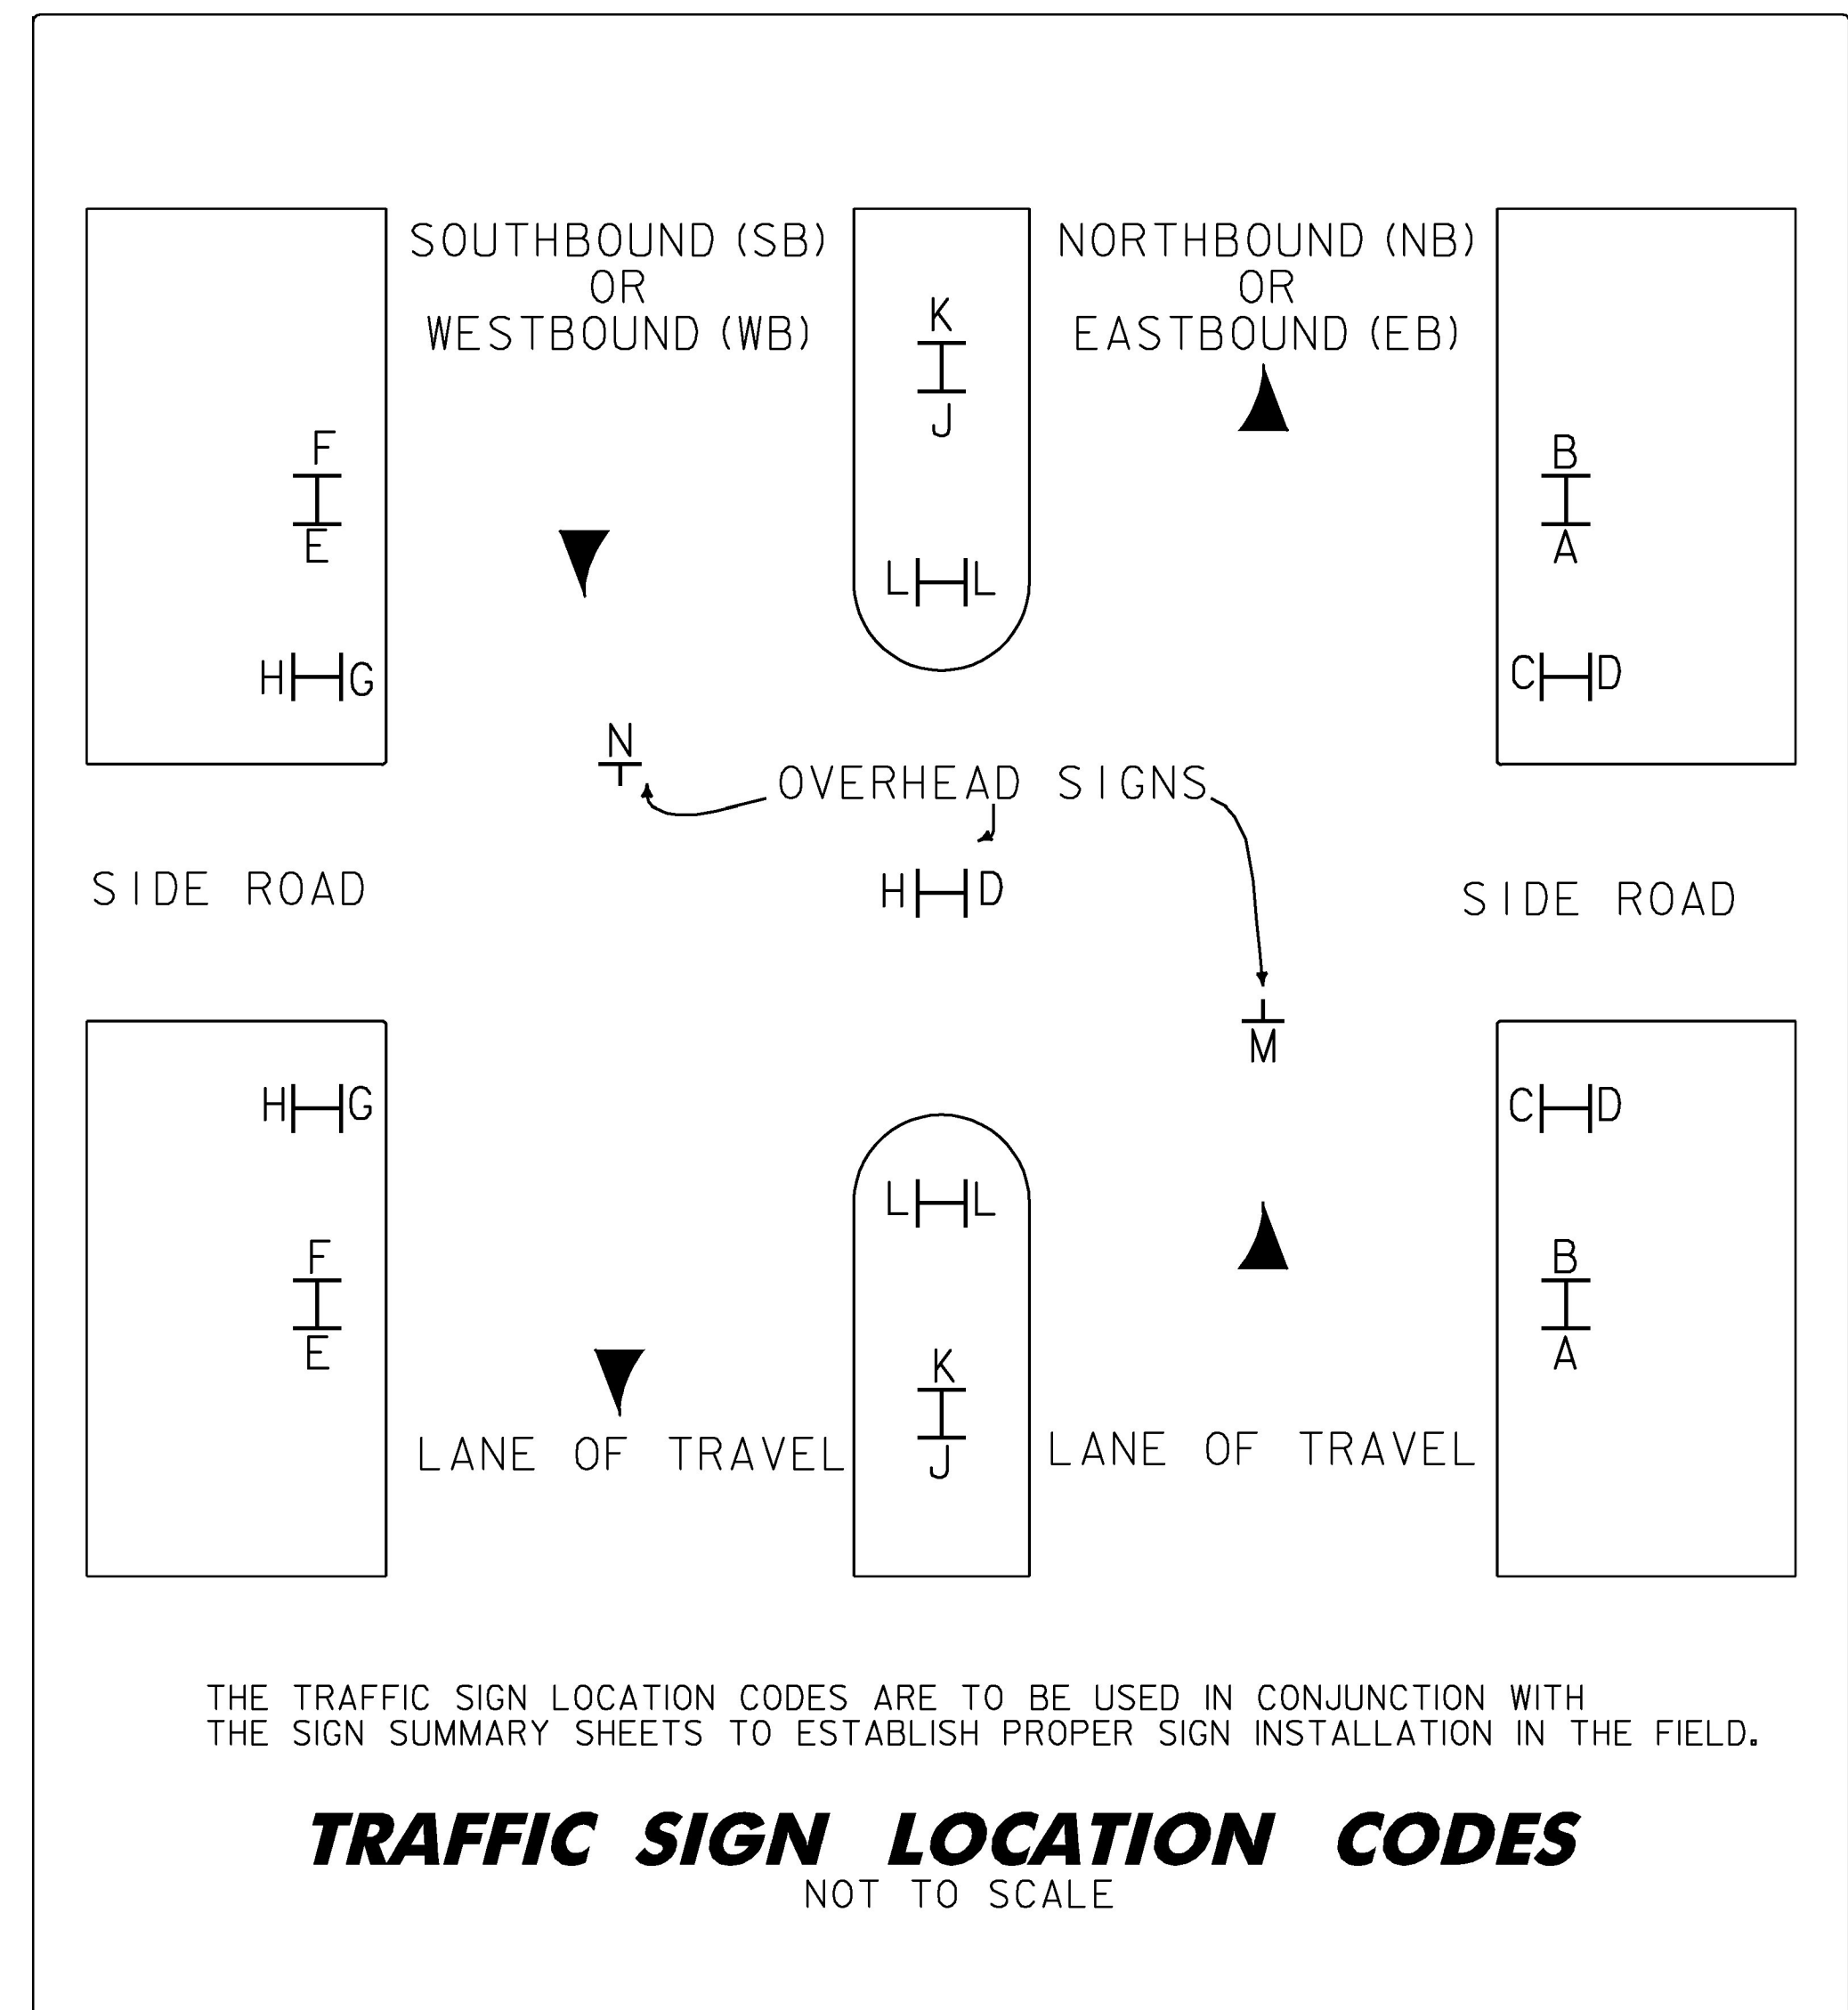 SOUTHBOUND (SB)
OR
WESTBOUND (WB)
NORTHBOUND (NB)
OR
EASTBOUND (EB)
K
J
F
E
B
A
L L
H G
C D
N
OVERHEAD SIGNS
SIDE ROAD
H D
SIDE ROAD
M
H G
C D
L L
F
E
B
A
K
J
LANE OF TRAVEL
LANE OF TRAVEL
THE TRAFFIC SIGN LOCATION CODES ARE TO BE USED IN CONJUNCTION WITH
THE SIGN SUMMARY SHEETS TO ESTABLISH PROPER SIGN INSTALLATION IN THE FIELD.
TRAFFIC SIGN LOCATION CODES
NOT TO SCALE